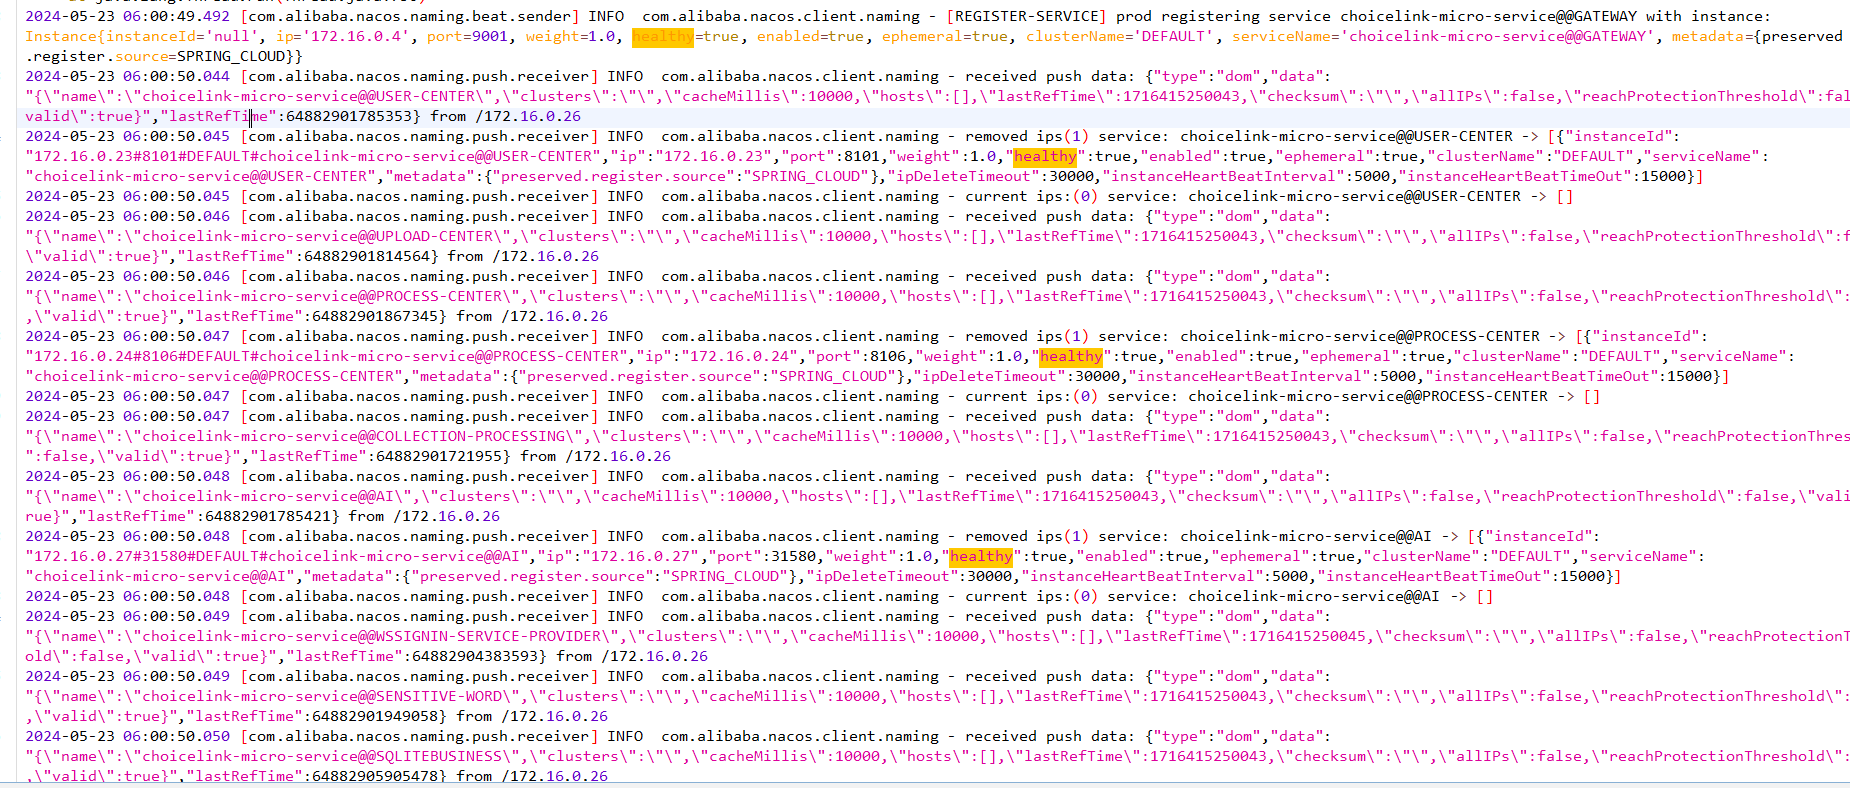 2024-05-23 06:00:49.492 [com.alibaba.nacos.naming.beat.sender] INFO  com.alibaba.nacos.client.naming - [REGISTER-SERVICE] prod registering service choicelink-micro-service@@GATEWAY with instance:
Instance{instanceId='null', ip='172.16.0.4', port=9001, weight=1.0, healthy=true, enabled=true, ephemeral=true, clusterName='DEFAULT', serviceName='choicelink-micro-service@@GATEWAY', metadata={preserved
.register.source=SPRING_CLOUD}}
2024-05-23 06:00:50.044 [com.alibaba.nacos.naming.push.receiver] INFO  com.alibaba.nacos.client.naming - received push data: {"type":"dom","data":
"{\"name\":\"choicelink-micro-service@@USER-CENTER\",\"clusters\":\"\",\"cacheMillis\":10000,\"hosts\":[],\"lastRefTime\":1716415250043,\"checksum\":\"\",\"allIPs\":false,\"reachProtectionThreshold\":fal
valid\":true}","lastRefTime":64882901785353} from /172.16.0.26
2024-05-23 06:00:50.045 [com.alibaba.nacos.naming.push.receiver] INFO  com.alibaba.nacos.client.naming - removed ips(1) service: choicelink-micro-service@@USER-CENTER -> [{"instanceId":
"172.16.0.23#8101#DEFAULT#choicelink-micro-service@@USER-CENTER","ip":"172.16.0.23","port":8101,"weight":1.0,"healthy":true,"enabled":true,"ephemeral":true,"clusterName":"DEFAULT","serviceName":
"choicelink-micro-service@@USER-CENTER","metadata":{"preserved.register.source":"SPRING_CLOUD"},"ipDeleteTimeout":30000,"instanceHeartBeatInterval":5000,"instanceHeartBeatTimeOut":15000}]
2024-05-23 06:00:50.045 [com.alibaba.nacos.naming.push.receiver] INFO  com.alibaba.nacos.client.naming - current ips:(0) service: choicelink-micro-service@@USER-CENTER -> []
2024-05-23 06:00:50.046 [com.alibaba.nacos.naming.push.receiver] INFO  com.alibaba.nacos.client.naming - received push data: {"type":"dom","data":
"{\"name\":\"choicelink-micro-service@@UPLOAD-CENTER\",\"clusters\":\"\",\"cacheMillis\":10000,\"hosts\":[],\"lastRefTime\":1716415250043,\"checksum\":\"\",\"allIPs\":false,\"reachProtectionThreshold\":f
\"valid\":true}","lastRefTime":64882901814564} from /172.16.0.26
2024-05-23 06:00:50.046 [com.alibaba.nacos.naming.push.receiver] INFO  com.alibaba.nacos.client.naming - received push data: {"type":"dom","data":
"{\"name\":\"choicelink-micro-service@@PROCESS-CENTER\",\"clusters\":\"\",\"cacheMillis\":10000,\"hosts\":[],\"lastRefTime\":1716415250043,\"checksum\":\"\",\"allIPs\":false,\"reachProtectionThreshold\":
,\"valid\":true}","lastRefTime":64882901867345} from /172.16.0.26
2024-05-23 06:00:50.047 [com.alibaba.nacos.naming.push.receiver] INFO  com.alibaba.nacos.client.naming - removed ips(1) service: choicelink-micro-service@@PROCESS-CENTER -> [{"instanceId":
"172.16.0.24#8106#DEFAULT#choicelink-micro-service@@PROCESS-CENTER","ip":"172.16.0.24","port":8106,"weight":1.0,"healthy":true,"enabled":true,"ephemeral":true,"clusterName":"DEFAULT","serviceName":
"choicelink-micro-service@@PROCESS-CENTER","metadata":{"preserved.register.source":"SPRING_CLOUD"},"ipDeleteTimeout":30000,"instanceHeartBeatInterval":5000,"instanceHeartBeatTimeOut":15000}]
2024-05-23 06:00:50.047 [com.alibaba.nacos.naming.push.receiver] INFO  com.alibaba.nacos.client.naming - current ips:(0) service: choicelink-micro-service@@PROCESS-CENTER -> []
2024-05-23 06:00:50.047 [com.alibaba.nacos.naming.push.receiver] INFO  com.alibaba.nacos.client.naming - received push data: {"type":"dom","data":
"{\"name\":\"choicelink-micro-service@@COLLECTION-PROCESSING\",\"clusters\":\"\",\"cacheMillis\":10000,\"hosts\":[],\"lastRefTime\":1716415250043,\"checksum\":\"\",\"allIPs\":false,\"reachProtectionThres
":false,\"valid\":true}","lastRefTime":64882901721955} from /172.16.0.26
2024-05-23 06:00:50.048 [com.alibaba.nacos.naming.push.receiver] INFO  com.alibaba.nacos.client.naming - received push data: {"type":"dom","data":
"{\"name\":\"choicelink-micro-service@@AI\",\"clusters\":\"\",\"cacheMillis\":10000,\"hosts\":[],\"lastRefTime\":1716415250043,\"checksum\":\"\",\"allIPs\":false,\"reachProtectionThreshold\":false,\"vali
rue}","lastRefTime":64882901785421} from /172.16.0.26
2024-05-23 06:00:50.048 [com.alibaba.nacos.naming.push.receiver] INFO  com.alibaba.nacos.client.naming - removed ips(1) service: choicelink-micro-service@@AI -> [{"instanceId":
"172.16.0.27#31580#DEFAULT#choicelink-micro-service@@AI","ip":"172.16.0.27","port":31580,"weight":1.0,"healthy":true,"enabled":true,"ephemeral":true,"clusterName":"DEFAULT","serviceName":
"choicelink-micro-service@@AI","metadata":{"preserved.register.source":"SPRING_CLOUD"},"ipDeleteTimeout":30000,"instanceHeartBeatInterval":5000,"instanceHeartBeatTimeOut":15000}]
2024-05-23 06:00:50.048 [com.alibaba.nacos.naming.push.receiver] INFO  com.alibaba.nacos.client.naming - current ips:(0) service: choicelink-micro-service@@AI -> []
2024-05-23 06:00:50.049 [com.alibaba.nacos.naming.push.receiver] INFO  com.alibaba.nacos.client.naming - received push data: {"type":"dom","data":
"{\"name\":\"choicelink-micro-service@@WSSIGNIN-SERVICE-PROVIDER\",\"clusters\":\"\",\"cacheMillis\":10000,\"hosts\":[],\"lastRefTime\":1716415250045,\"checksum\":\"\",\"allIPs\":false,\"reachProtectionT
old\":false,\"valid\":true}","lastRefTime":64882904383593} from /172.16.0.26
2024-05-23 06:00:50.049 [com.alibaba.nacos.naming.push.receiver] INFO  com.alibaba.nacos.client.naming - received push data: {"type":"dom","data":
"{\"name\":\"choicelink-micro-service@@SENSITIVE-WORD\",\"clusters\":\"\",\"cacheMillis\":10000,\"hosts\":[],\"lastRefTime\":1716415250043,\"checksum\":\"\",\"allIPs\":false,\"reachProtectionThreshold\":
,\"valid\":true}","lastRefTime":64882901949058} from /172.16.0.26
2024-05-23 06:00:50.050 [com.alibaba.nacos.naming.push.receiver] INFO  com.alibaba.nacos.client.naming - received push data: {"type":"dom","data":
"{\"name\":\"choicelink-micro-service@@SQLITEBUSINESS\",\"clusters\":\"\",\"cacheMillis\":10000,\"hosts\":[],\"lastRefTime\":1716415250043,\"checksum\":\"\",\"allIPs\":false,\"reachProtectionThreshold\":
,\"valid\":true}","lastRefTime":64882905905478} from /172.16.0.26